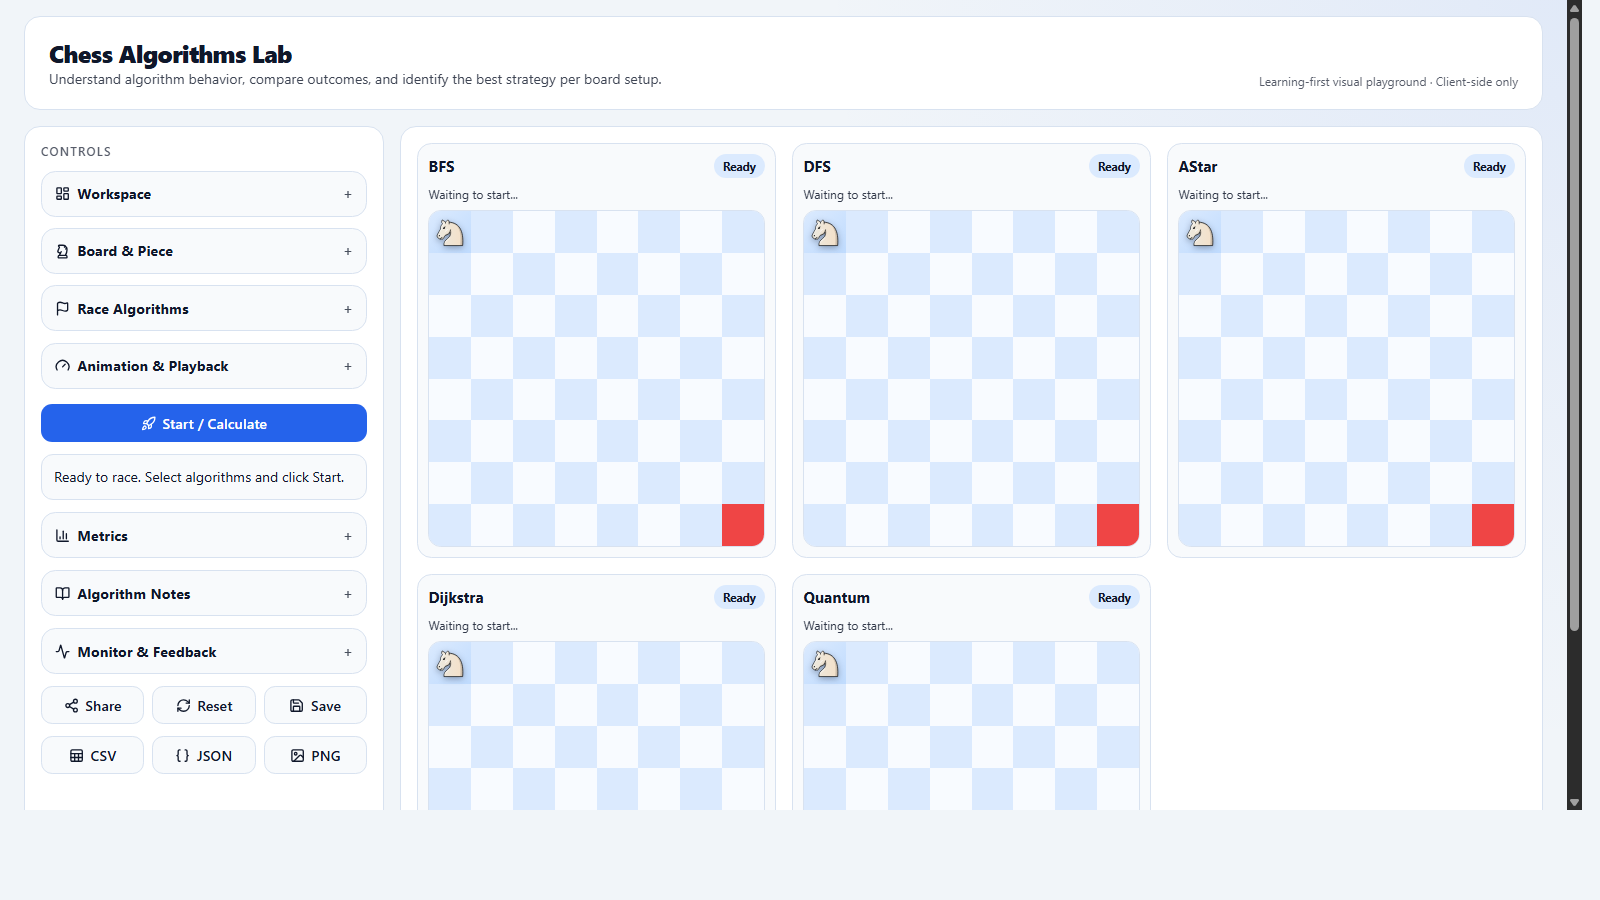 Chess Algorithms Lab
Understand algorithm behavior, compare outcomes, and identify the best strategy per board setup.
Learning-first visual playground · Client-side only
CONTROLS
Workspace +
Board & Piece +
Race Algorithms +
Animation & Playback +
Start / Calculate
Ready to race. Select algorithms and click Start.
Metrics +
Algorithm Notes +
Monitor & Feedback +
Share Reset Save
CSV JSON PNG
BFS Ready
Waiting to start...
DFS Ready
Waiting to start...
AStar Ready
Waiting to start...
Dijkstra Ready
Waiting to start...
Quantum Ready
Waiting to start...